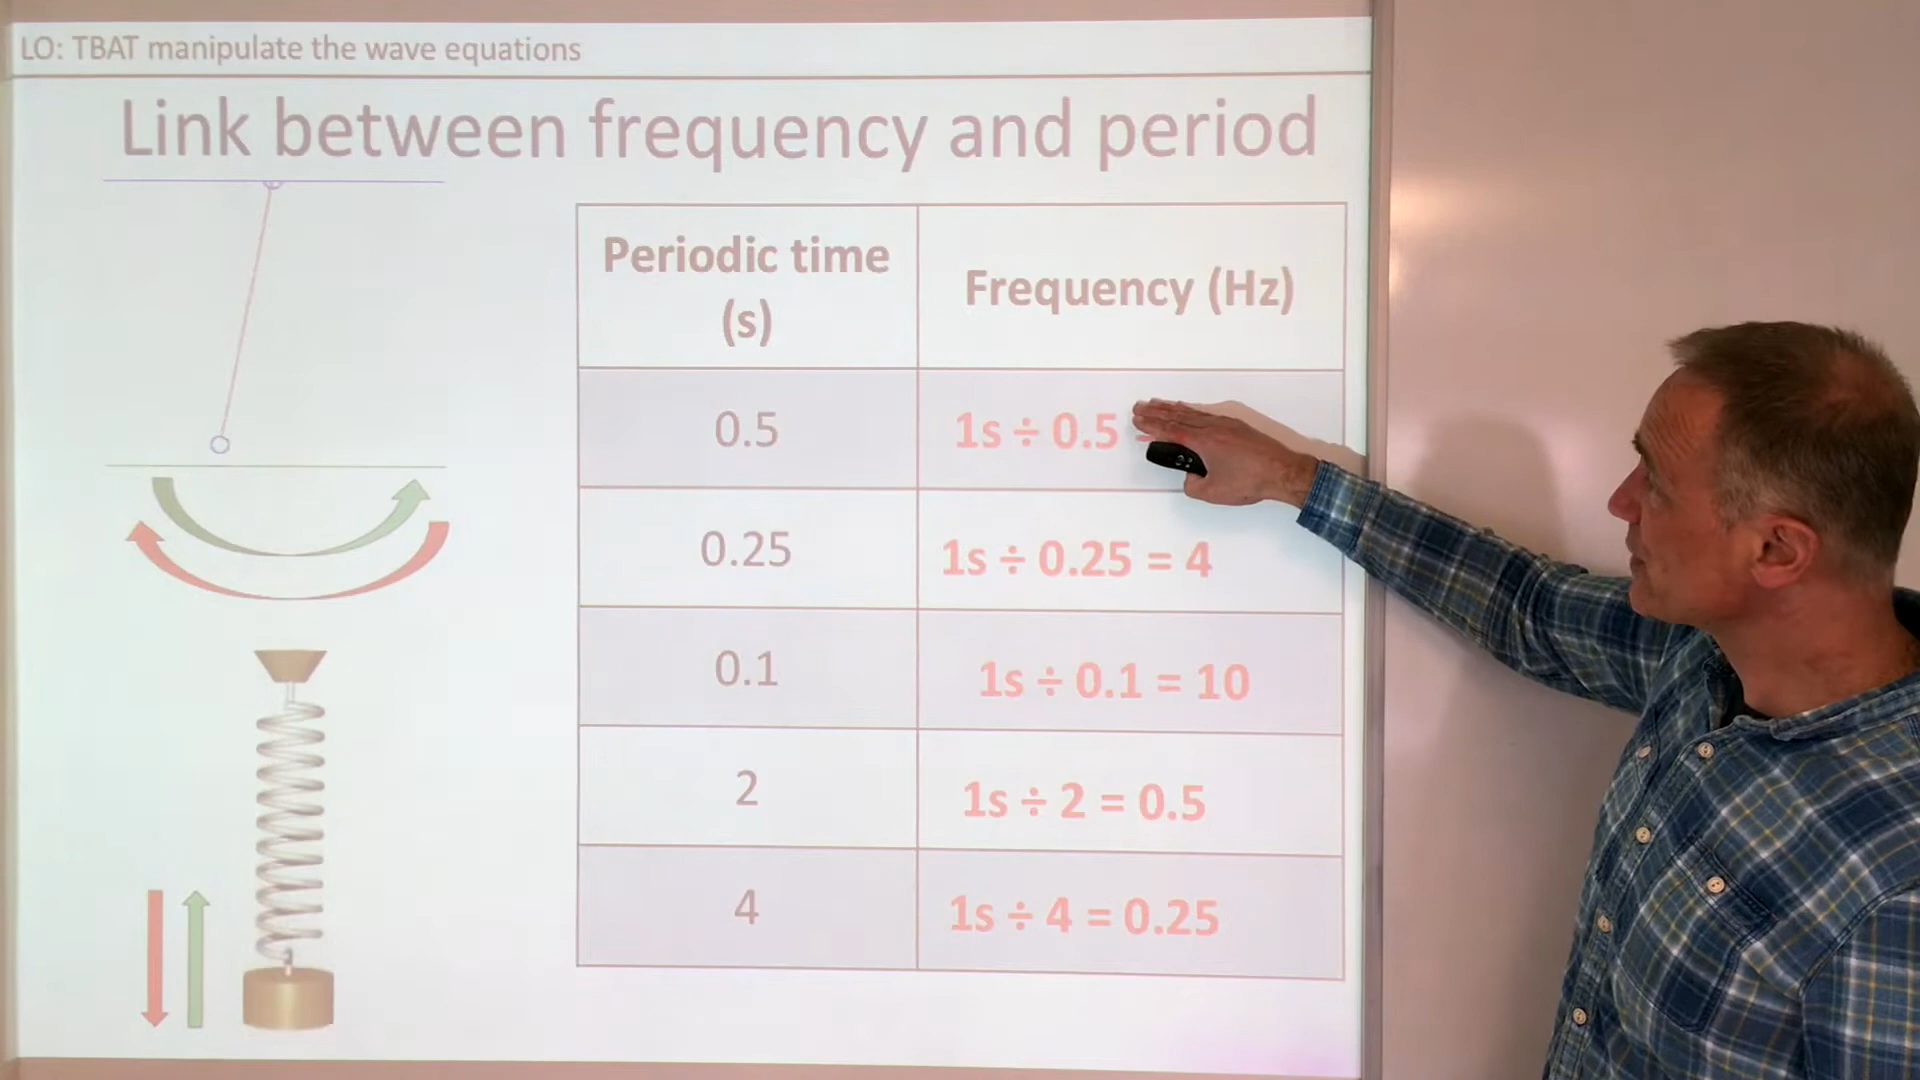 LO: TBAT manipulate the wave equations
Link between frequency and period
Periodic time
(s)
Frequency (Hz)
0.5
1s ÷ 0.5
0.25
1s ÷ 0.25 = 4
0.1
1s ÷ 0.1 = 10
2
1s ÷ 2 = 0.5
4
1s ÷ 4 = 0.25